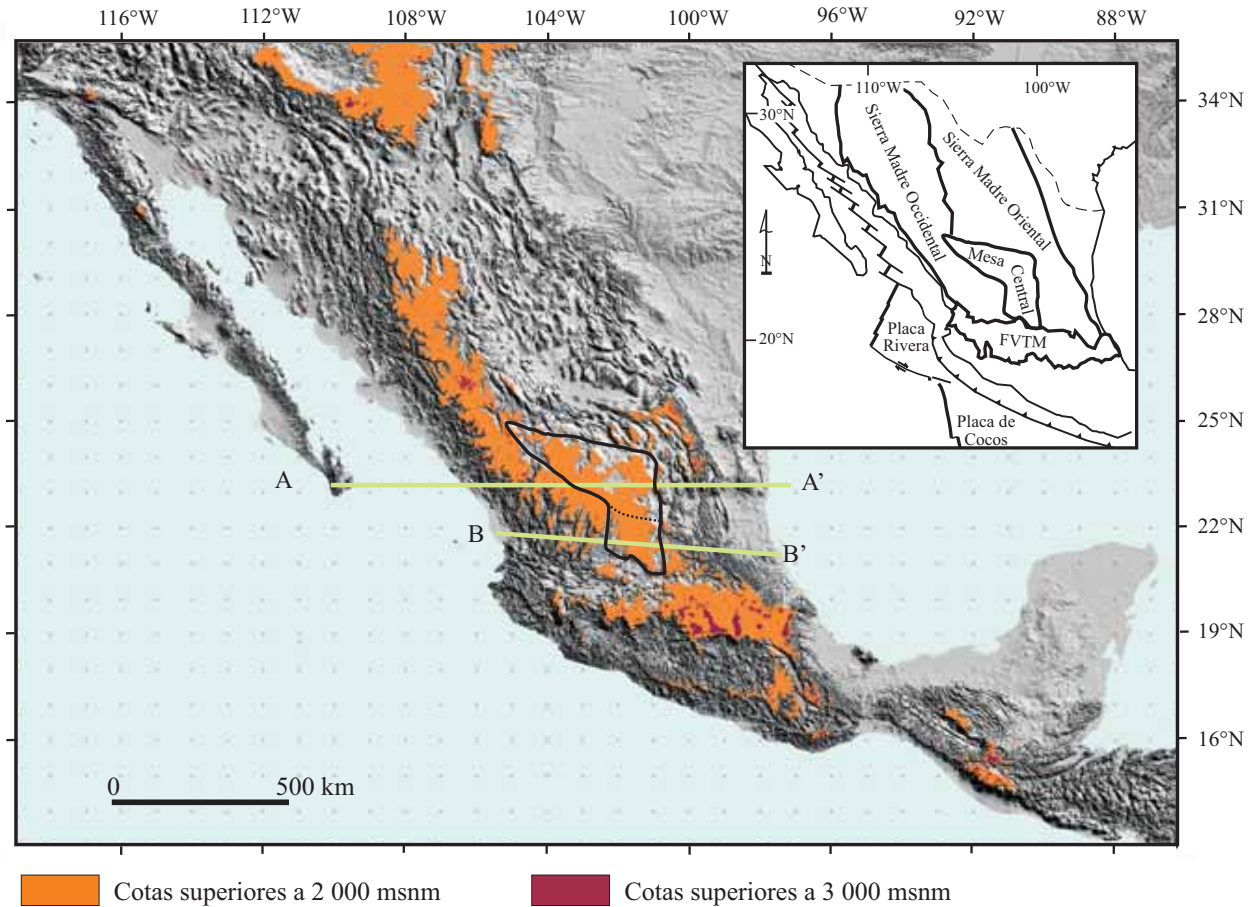 116°W 112°W 108°W 104°W 100°W 96°W 92°W 88°W
34°N
31°N
28°N
25°N
22°N
19°N
16°N
110°W
100°W
30°N
20°N
N
Sierra Madre Occidental
Sierra Madre Oriental
Mesa
Central
FVTM
Placa
Rivera
Placa de
Cocos
A
A’
B
B’
0 500 km
Cotas superiores a 2 000 msnm
Cotas superiores a 3 000 msnm